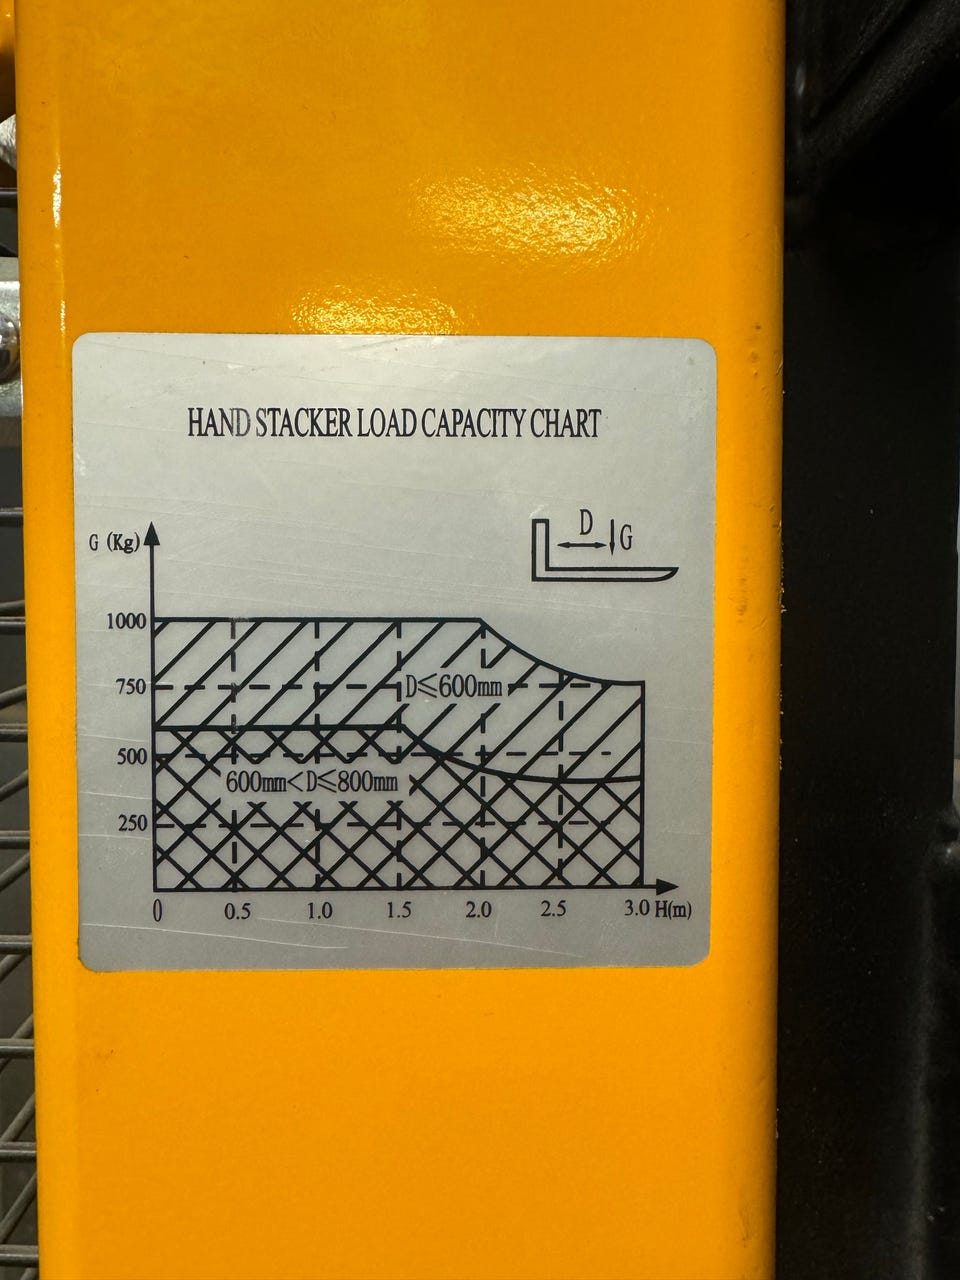 HAND STACKER LOAD CAPACITY CHART
D
G
G (Kg)
1000
750
D≤600mm
500
600mm<D≤800mm
250
0 0.5 1.0 1.5 2.0 2.5 3.0 H(m)